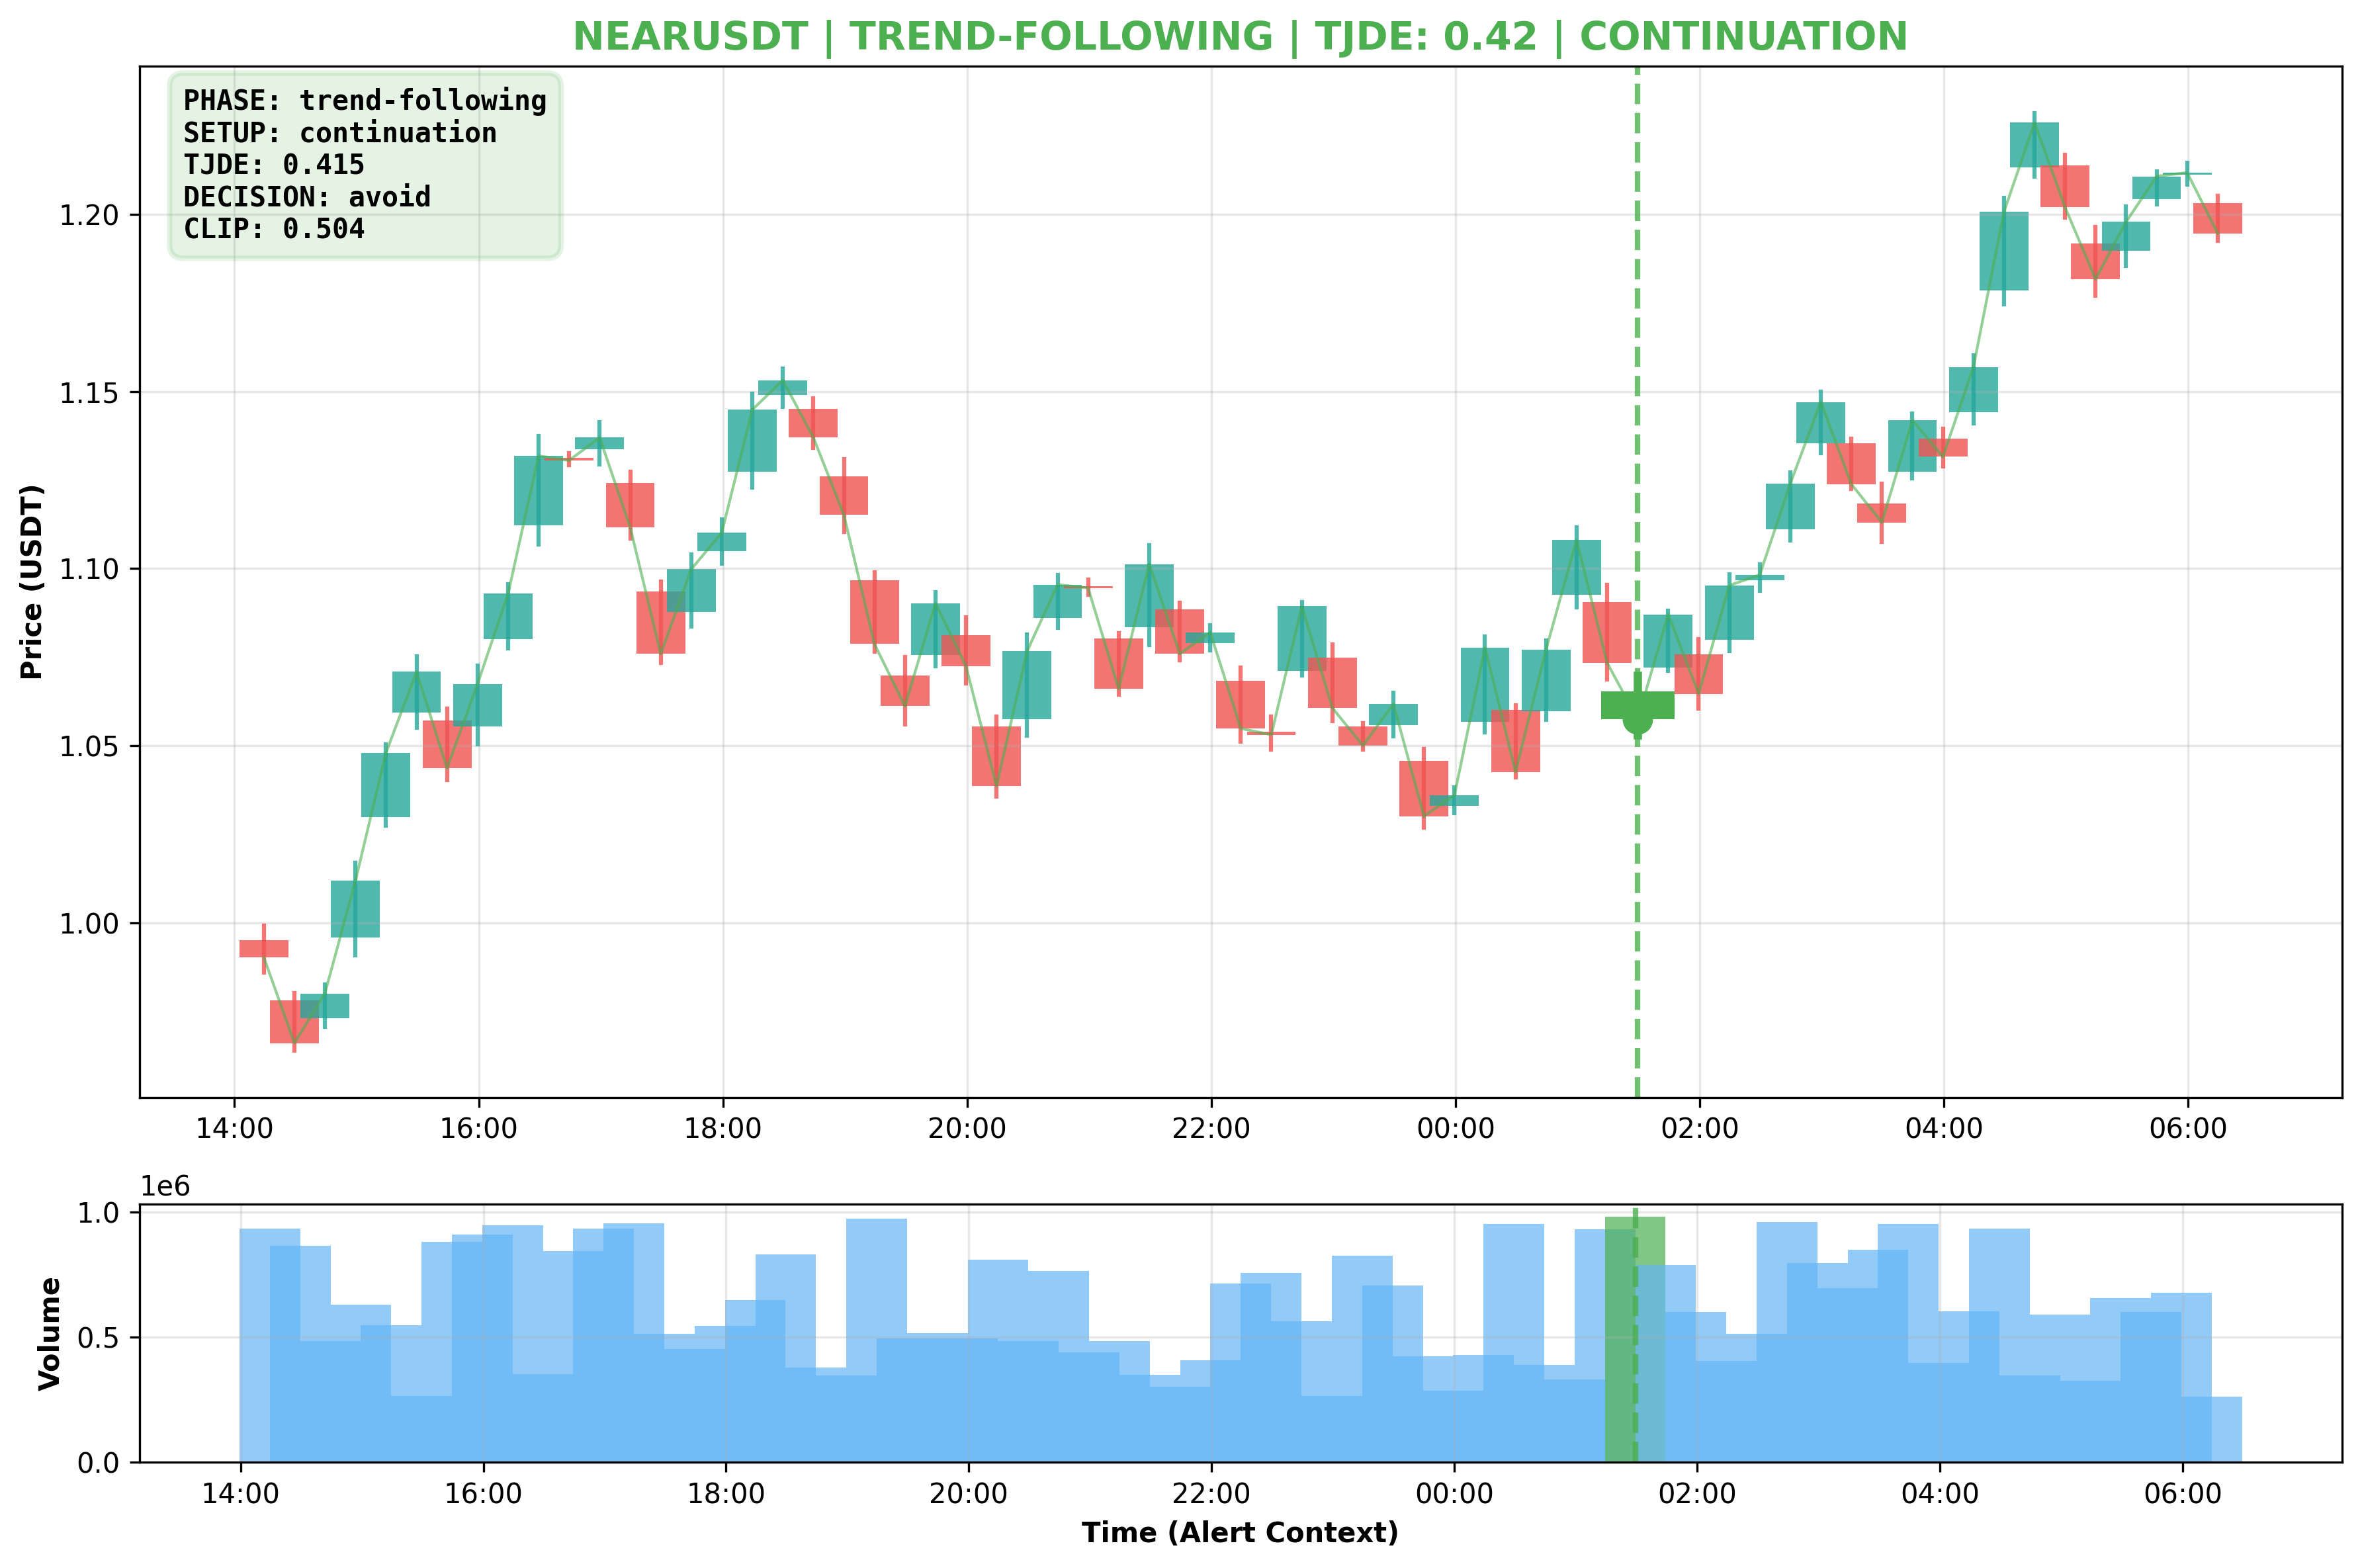 NEARUSDT | TREND-FOLLOWING | TJDE: 0.42 | CONTINUATION
PHASE: trend-following
SETUP: continuation
TJDE: 0.415
DECISION: avoid
CLIP: 0.504
Price (USDT)
1.20
1.15
1.10
1.05
1.00
14:00 16:00 18:00 20:00 22:00 00:00 02:00 04:00 06:00
1e6
Volume
1.0
0.5
0.0
14:00 16:00 18:00 20:00 22:00 00:00 02:00 04:00 06:00
Time (Alert Context)